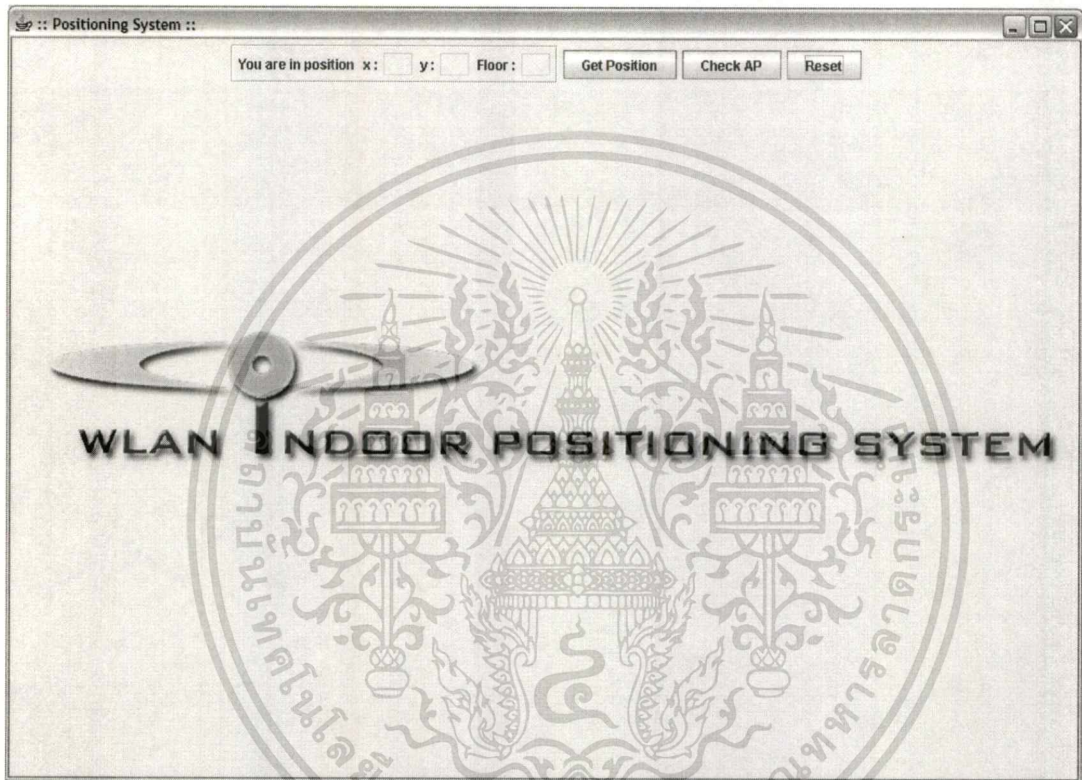 :: Positioning System ::
You are in position x : y : Floor : Get Position Check AP Reset
WLAN INDOOR POSITIONING SYSTEM